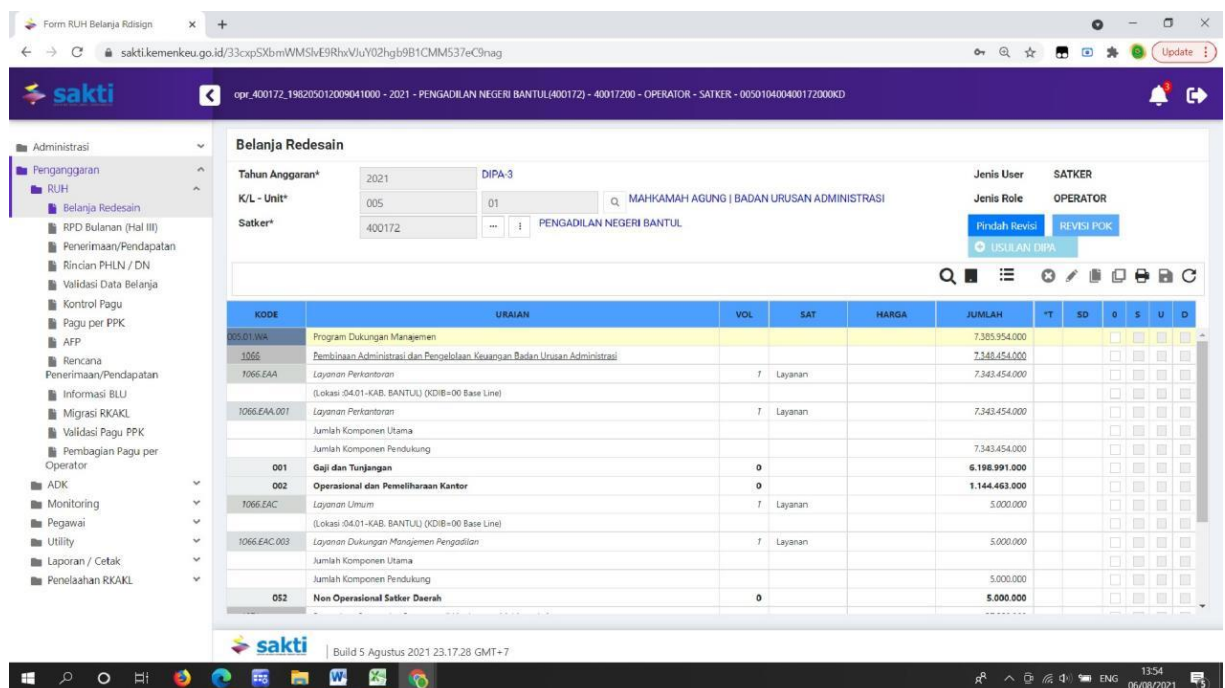 Form RUH Belanja Rdisign
sakti.kemenkeu.go.id/33cxpSXbmWMSlvE9RhxVJuY02hgb9B1CMM537eC9nag
Update
sakti
opr_400172_198205012009041000 - 2021 - PENGADILAN NEGERI BANTUL(400172) - 40017200 - OPERATOR - SATKER - 005010400400172000KD
3
Administrasi
Penganggaran
RUH
Belanja Redesain
RPD Bulanan (Hal III)
Penerimaan/Pendapatan
Rincian PHLN / DN
Validasi Data Belanja
Kontrol Pagu
Pagu per PPK
AFP
Rencana
Penerimaan/Pendapatan
Informasi BLU
Migrasi RKAKL
Validasi Pagu PPK
Pembagian Pagu per
Operator
ADK
Monitoring
Pegawai
Utility
Laporan / Cetak
Penelaahan RKAKL
Belanja Redesain
Tahun Anggaran* 2021 DIPA-3 Jenis User SATKER
K/L - Unit* 005 01 MAHKAMAH AGUNG | BADAN URUSAN ADMINISTRASI Jenis Role OPERATOR
Satker* 400172 ... PENGADILAN NEGERI BANTUL Pindah Revisi REVISI POK
USULAN DIPA
KODE URAIAN VOL SAT HARGA JUMLAH *T SD 0 S U D
005.01.WA Program Dukungan Manajemen 7.385.954.000
1066 Pembinaan Administrasi dan Pengelolaan Keuangan Badan Urusan Administrasi 7.348.454.000
1066.EAA Layanan Perkantoran 1 Layanan 7.343.454.000
(Lokasi :04.01-KAB. BANTUL) (KDIB=00 Base Line)
1066.EAA.001 Layanan Perkantoran 1 Layanan 7.343.454.000
Jumlah Komponen Utama
Jumlah Komponen Pendukung 7.343.454.000
001 Gaji dan Tunjangan 0 6.198.991.000
002 Operasional dan Pemeliharaan Kantor 0 1.144.463.000
1066.EAC Layanan Umum 1 Layanan 5.000.000
(Lokasi :04.01-KAB. BANTUL) (KDIB=00 Base Line)
1066.EAC.003 Layanan Dukungan Manajemen Pengadilan 1 Layanan 5.000.000
Jumlah Komponen Utama
Jumlah Komponen Pendukung 5.000.000
052 Non Operasional Satker Daerah 0 5.000.000
sakti | Build 5 Agustus 2021 23.17.28 GMT+7
ENG 13:54
06/08/2021
5